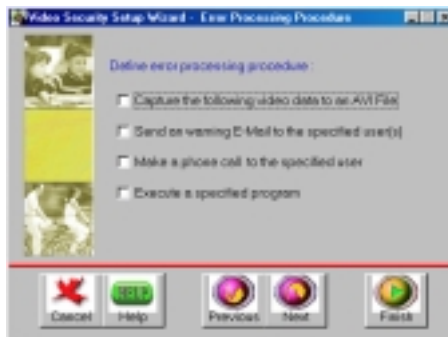 Video Security Setup Wizard - Error Processing Procedure
Define error processing procedure :
Capture the following video data to an AVI File
Send an warning E-Mail to the specified user(s)
Make a phone call to the specified user
Execute a specified program
HELP
Cancel Help Previous Next Finish